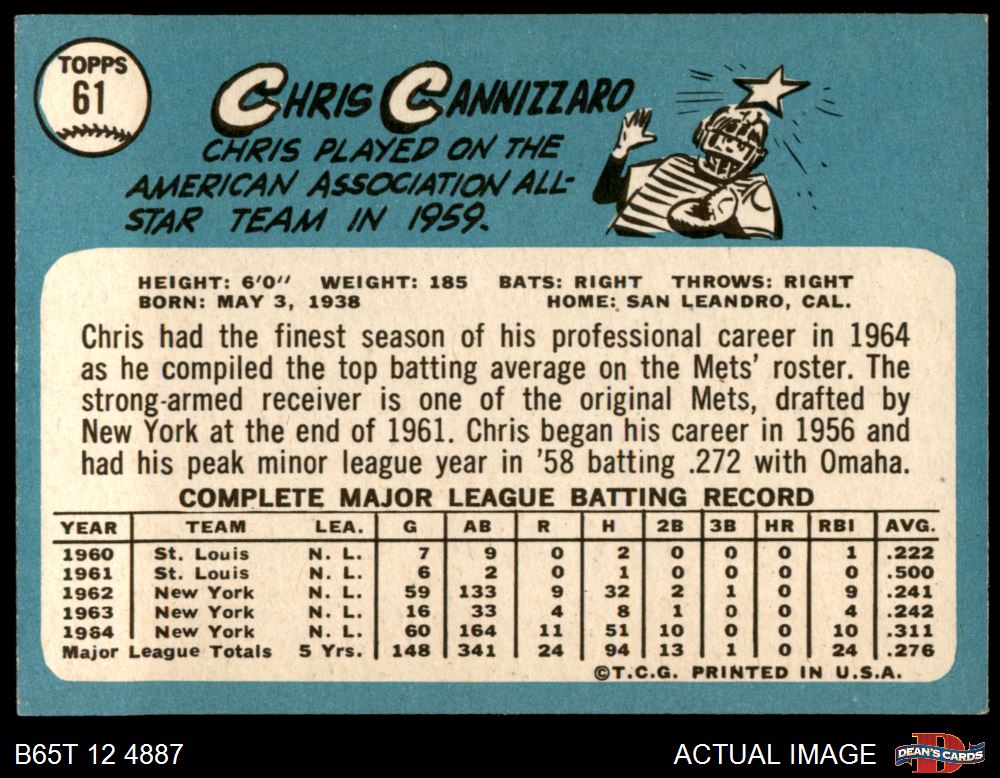 TOPPS
61
CHRIS CANNIZZARO
CHRIS PLAYED ON THE
AMERICAN ASSOCIATION ALL-
STAR TEAM IN 1959.
HEIGHT: 6'0" WEIGHT: 185 BATS: RIGHT THROWS: RIGHT
BORN: MAY 3, 1938 HOME: SAN LEANDRO, CAL.
Chris had the finest season of his professional career in 1964
as he compiled the top batting average on the Mets' roster. The
strong-armed receiver is one of the original Mets, drafted by
New York at the end of 1961. Chris began his career in 1956 and
had his peak minor league year in '58 batting .272 with Omaha.
COMPLETE MAJOR LEAGUE BATTING RECORD
YEAR TEAM LEA. G AB R H 2B 3B HR RBI AVG.
1960 St. Louis N. L. 7 9 0 2 0 0 0 1 .222
1961 St. Louis N. L. 6 2 0 1 0 0 0 0 .500
1962 New York N. L. 59 133 9 32 2 1 0 9 .241
1963 New York N. L. 16 33 4 8 1 0 0 4 .242
1964 New York N. L. 60 164 11 51 10 0 0 10 .311
Major League Totals 5 Yrs. 148 341 24 94 13 1 0 24 .276
©T.C.G. PRINTED IN U.S.A.
B65T 12 4887 ACTUAL IMAGE DEAN'S CARDS